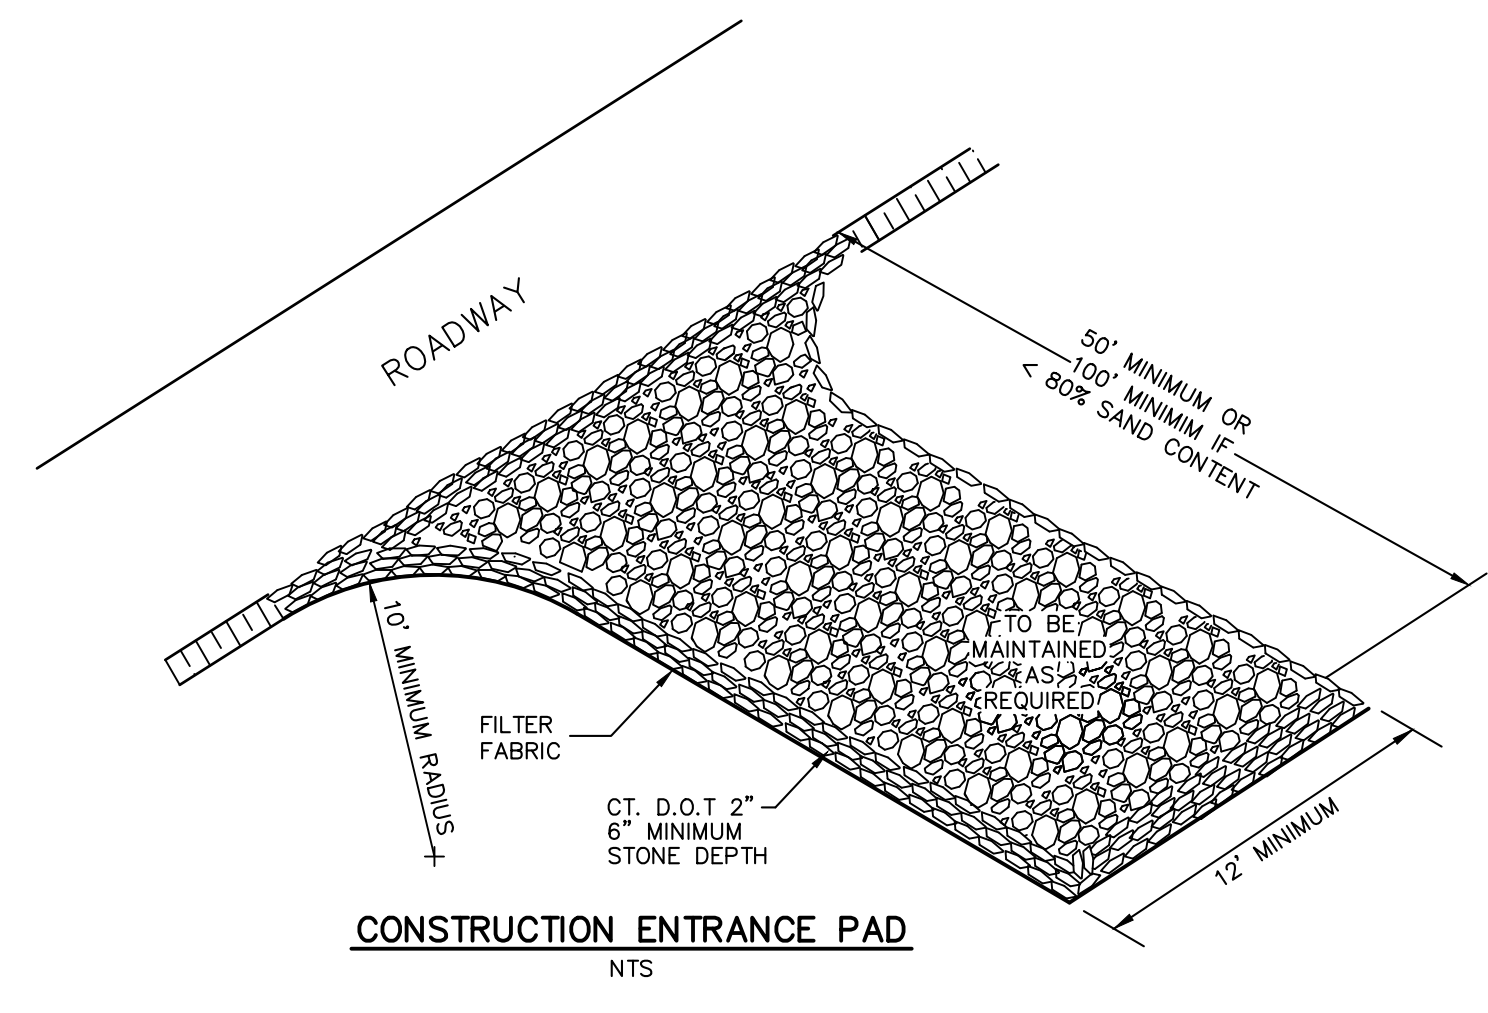 ROADWAY
50' MINIMUM OR
100' MINIMIM IF
< 80% SAND CONTENT
TO BE
MAINTAINED
AS
REQUIRED
10' MINIMUM RADIUS
FILTER
FABRIC
CT. D.O.T 2"
6" MINIMUM
STONE DEPTH
12' MINIMUM
CONSTRUCTION ENTRANCE PAD
NTS